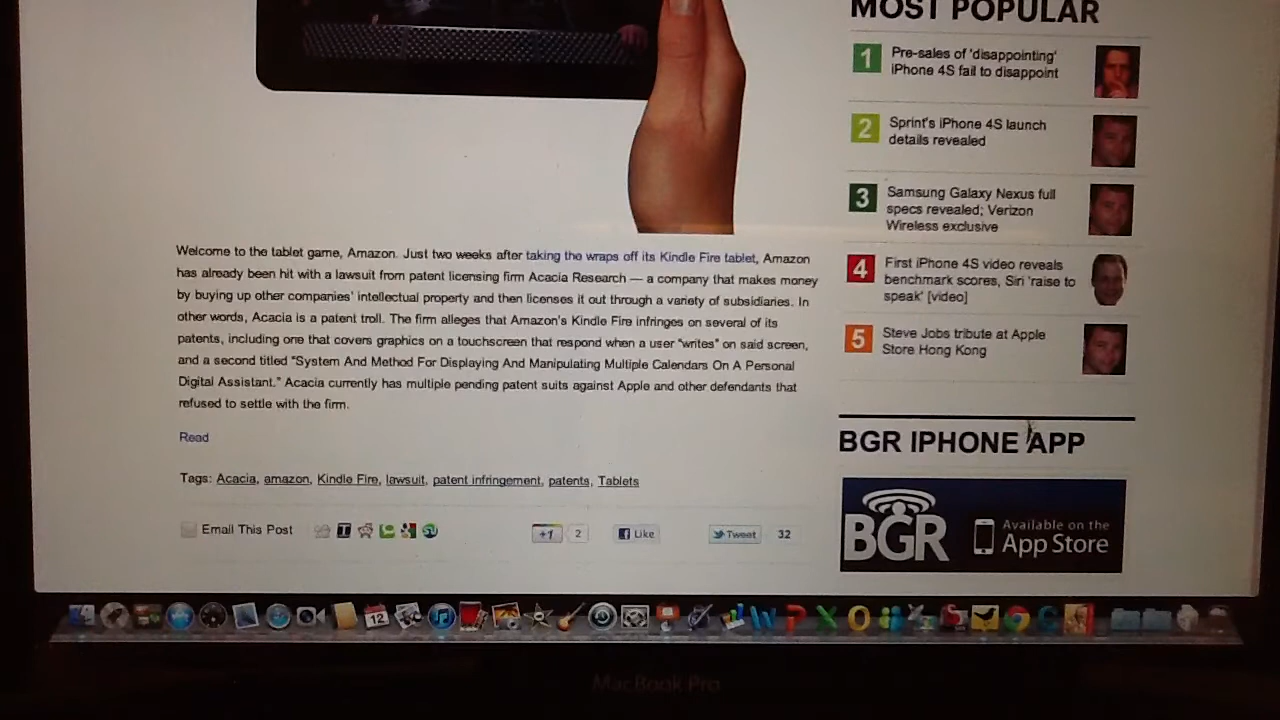 MOST POPULAR
1 Pre-sales of 'disappointing'
iPhone 4S fail to disappoint
2 Sprint's iPhone 4S launch
details revealed
3 Samsung Galaxy Nexus full
specs revealed; Verizon
Wireless exclusive
4 First iPhone 4S video reveals
benchmark scores, Siri 'raise to
speak' [video]
5 Steve Jobs tribute at Apple
Store Hong Kong
Welcome to the tablet game, Amazon. Just two weeks after taking the wraps off its Kindle Fire tablet, Amazon
has already been hit with a lawsuit from patent licensing firm Acacia Research — a company that makes money
by buying up other companies' intellectual property and then licenses it out through a variety of subsidiaries. In
other words, Acacia is a patent troll. The firm alleges that Amazon's Kindle Fire infringes on several of its
patents, including one that covers graphics on a touchscreen that respond when a user "writes" on said screen,
and a second titled "System And Method For Displaying And Manipulating Multiple Calendars On A Personal
Digital Assistant." Acacia currently has multiple pending patent suits against Apple and other defendants that
refused to settle with the firm.
Read
Tags: Acacia, amazon, Kindle Fire, lawsuit, patent infringement, patents, Tablets
Email This Post
+1 2 Like Tweet 32
BGR IPHONE APP
BGR
Available on the
App Store
12
W P X O
MacBook Pro